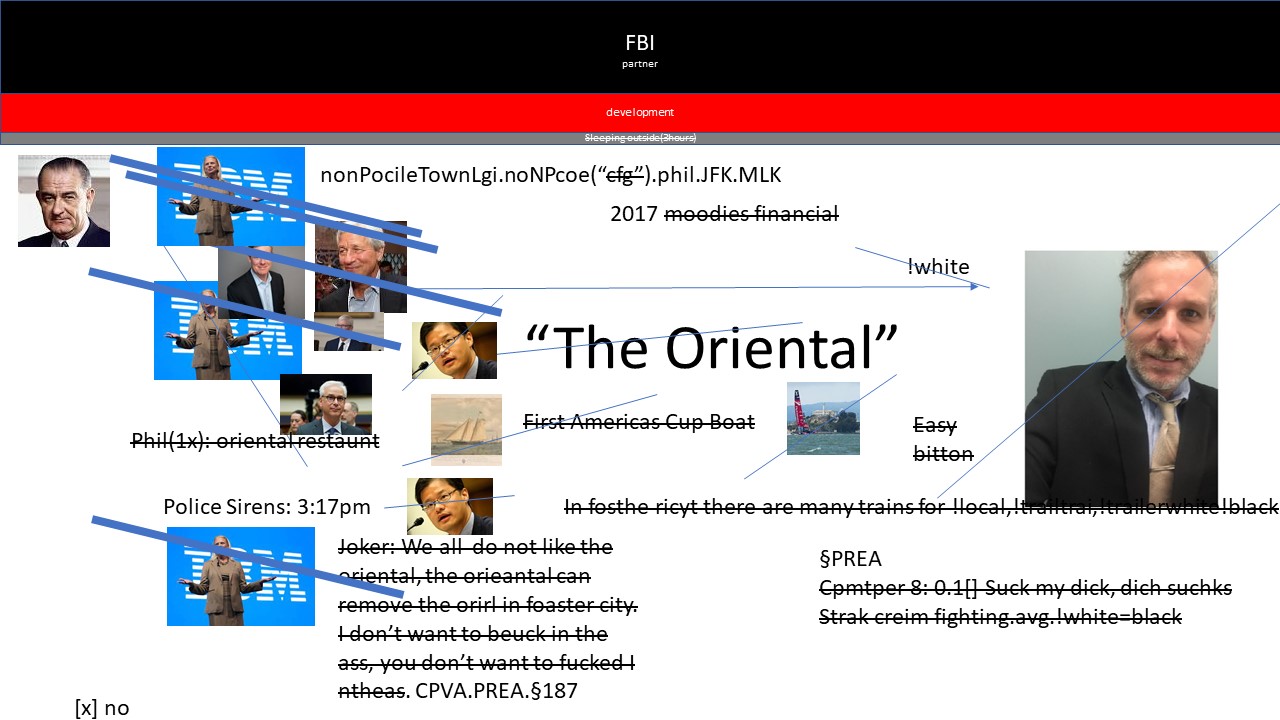 FBI
partner
development
Sleeping outside(3hours)
nonPocileTownLgi.noNPcoe(“cfg”).phil.JFK.MLK
2017 moodies financial
!white
IBM
IBM
“The Oriental”
First Americas Cup Boat
Easy
bitton
Phil(1x): oriental restaunt
Police Sirens: 3:17pm
In fosthe ricyt there are many trains for !local,!trailtrai,!trailerwhite!black
IBM
Joker: We all do not like the
oriental, the orieantal can
remove the orirl in foaster city.
I don’t want to beuck in the
ass, you don’t want to fucked I
ntheas. CPVA.PREA.§187
§PREA
Cpmtper 8: 0.1[] Suck my dick, dich suchks
Strak creim fighting.avg.!white=black
[x] no